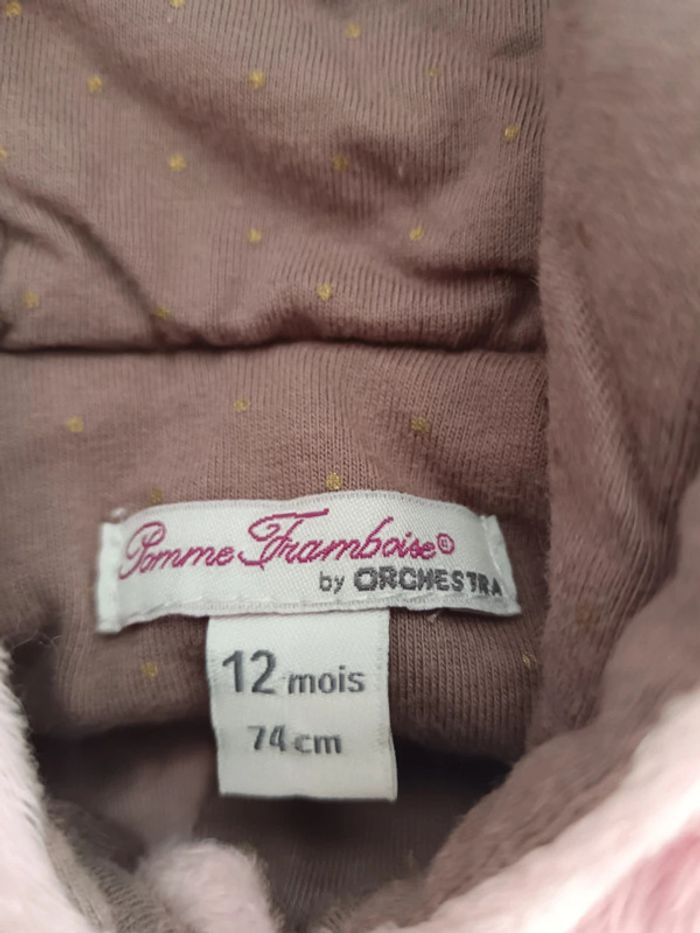 Pomme Framboise®
by ORCHESTRA
12 mois
74 cm